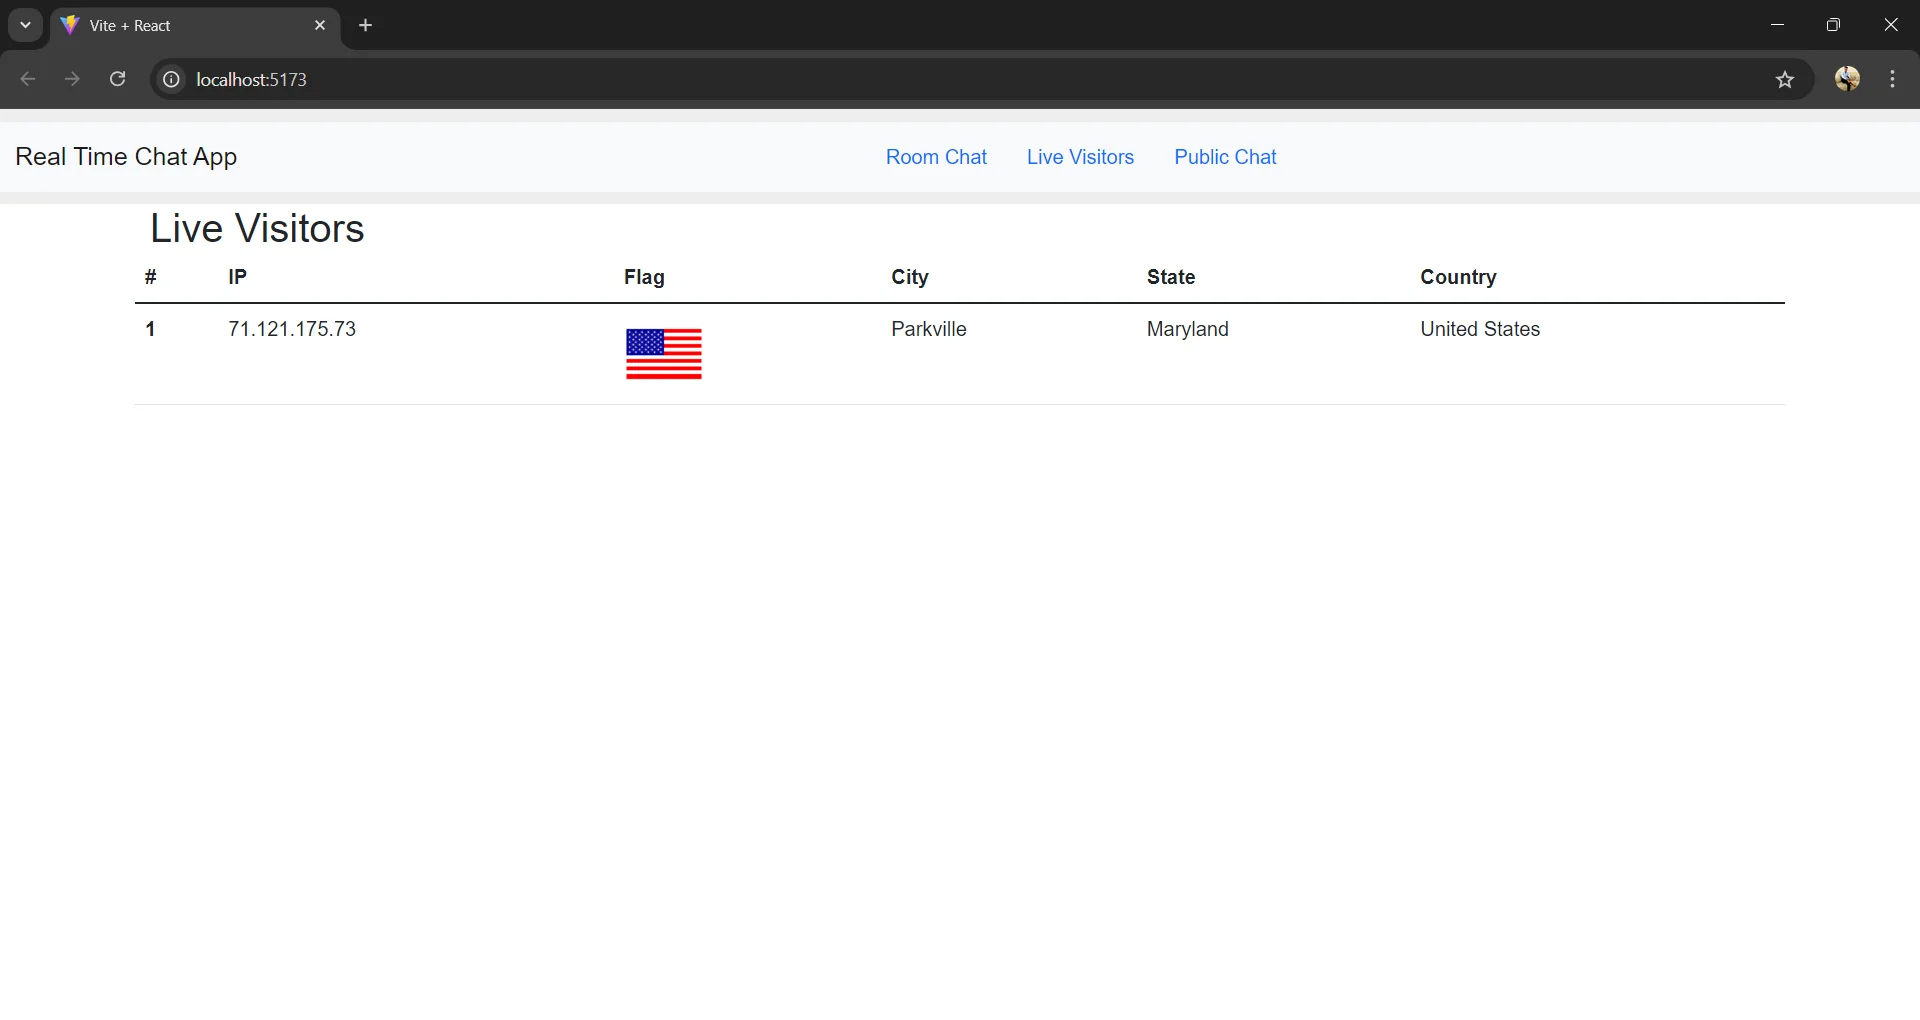 Vite + React
localhost:5173
Real Time Chat App Room Chat Live Visitors Public Chat
Live Visitors
# IP Flag City State Country
1 71.121.175.73 Parkville Maryland United States